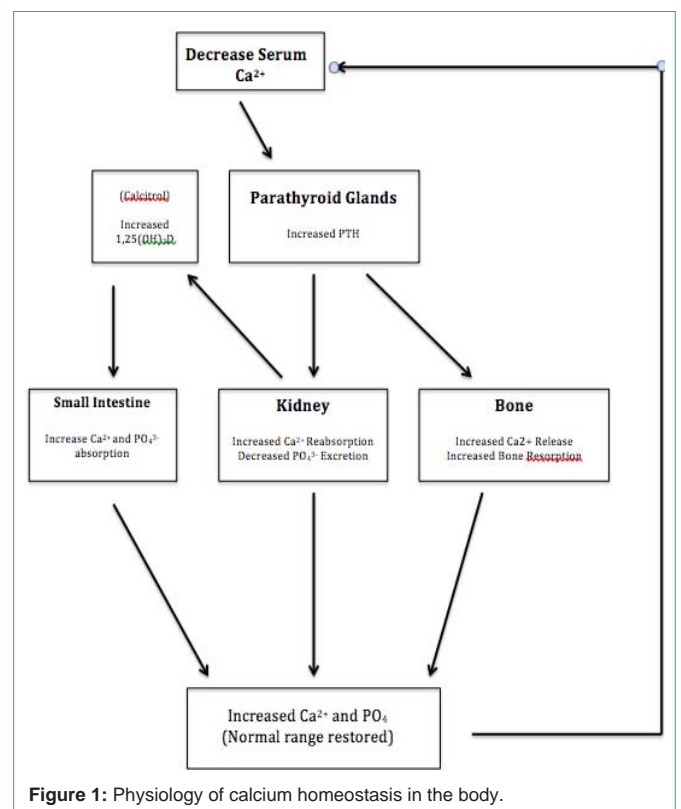 Decrease Serum
Ca²⁺
(Calcitrol)
Increased
1,25(OH)₂D
Parathyroid Glands
Increased PTH
Small Intestine
Increase Ca²⁺ and PO₄³⁻
absorption
Kidney
Increased Ca²⁺ Reabsorption
Decreased PO₄³⁻ Excretion
Bone
Increased Ca2+ Release
Increased Bone Resorption
Increased Ca²⁺ and PO₄
(Normal range restored)
Figure 1: Physiology of calcium homeostasis in the body.